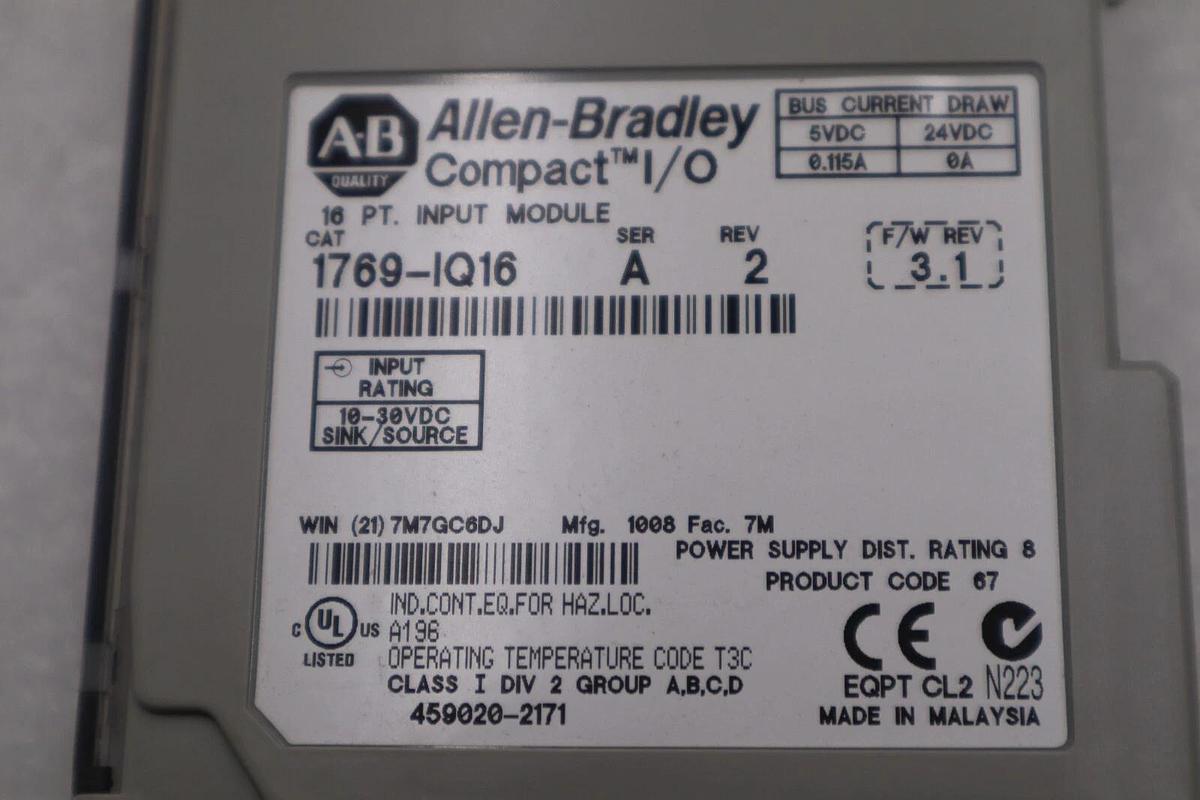 A-B
QUALITY
Allen-Bradley
Compact™ I/O
BUS CURRENT DRAW
5VDC 24VDC
0.115A 0A
16 PT. INPUT MODULE
CAT SER REV F/W REV
1769-IQ16 A 2 3.1
INPUT
RATING
10-30VDC
SINK/SOURCE
WIN (21) 7M7GC6DJ Mfg. 1008 Fac. 7M
POWER SUPPLY DIST. RATING 8
PRODUCT CODE 67
C UL US
LISTED
IND.CONT.EQ.FOR HAZ.LOC.
A196
OPERATING TEMPERATURE CODE T3C
CLASS I DIV 2 GROUP A,B,C,D
459020-2171
CE
EQPT CL2 N223
MADE IN MALAYSIA